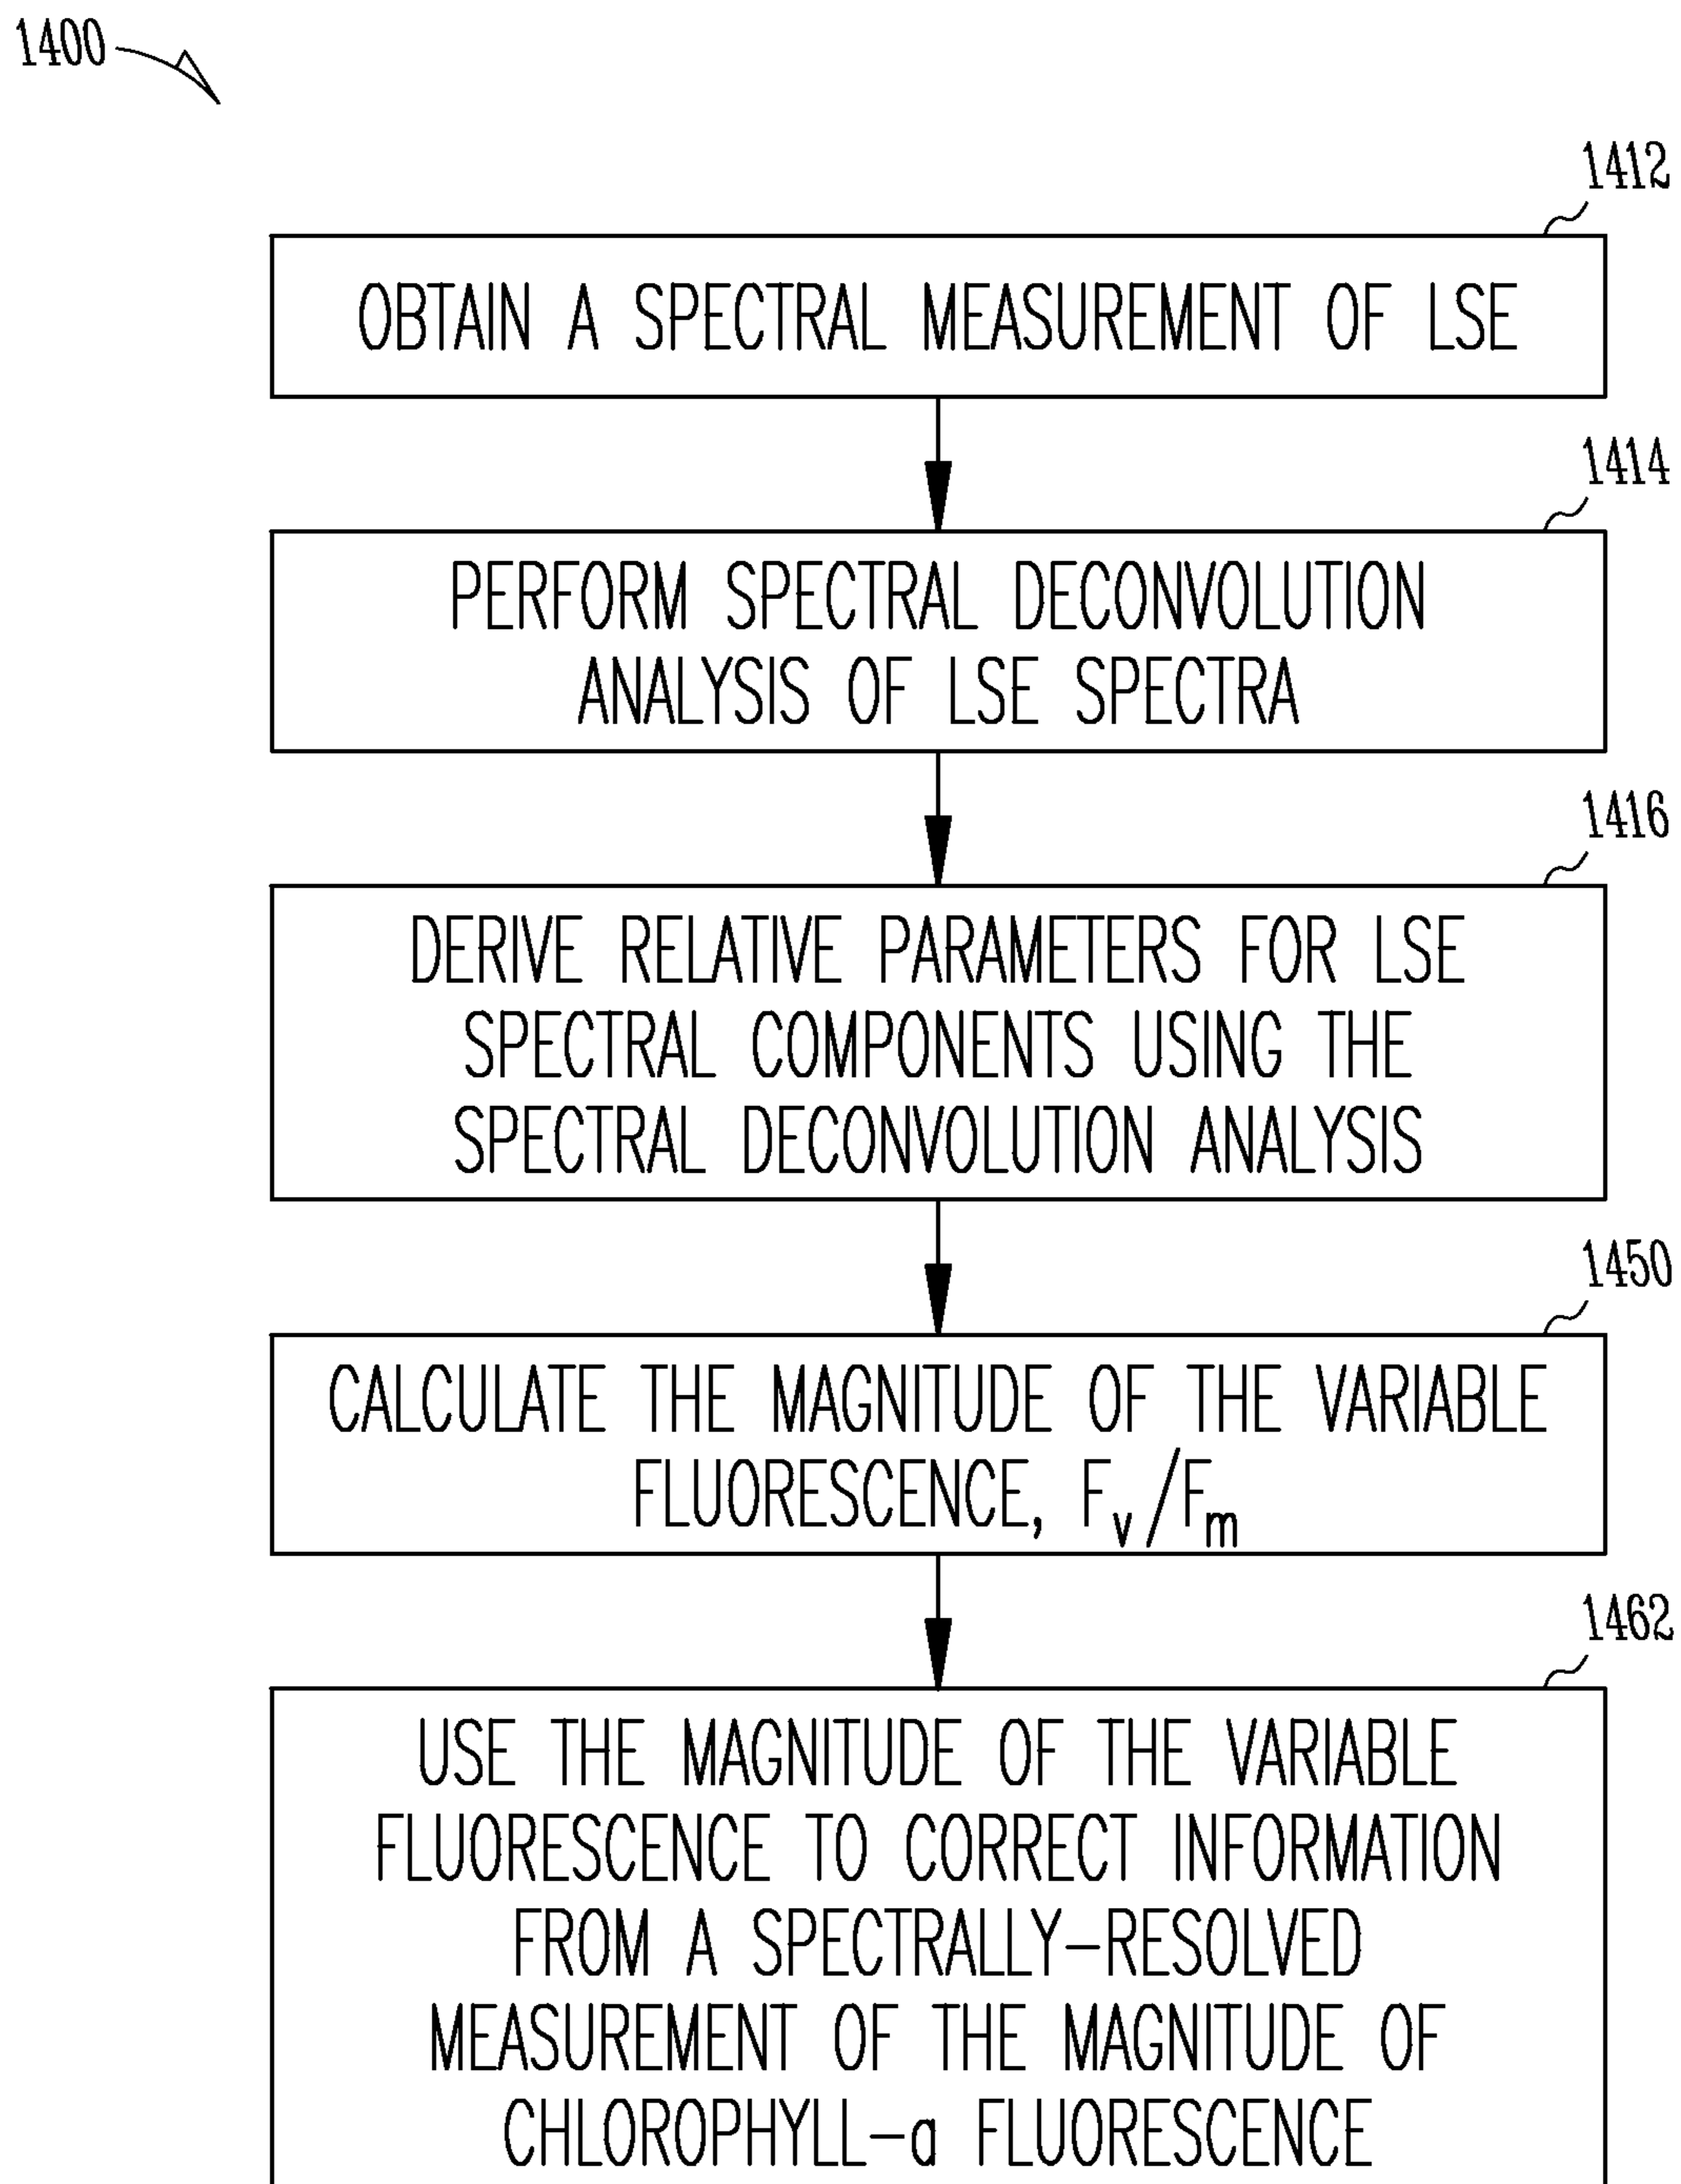 1400
1412
OBTAIN A SPECTRAL MEASUREMENT OF LSE
1414
PERFORM SPECTRAL DECONVOLUTION
ANALYSIS OF LSE SPECTRA
1416
DERIVE RELATIVE PARAMETERS FOR LSE
SPECTRAL COMPONENTS USING THE
SPECTRAL DECONVOLUTION ANALYSIS
1450
CALCULATE THE MAGNITUDE OF THE VARIABLE
FLUORESCENCE, Fv/Fm
1462
USE THE MAGNITUDE OF THE VARIABLE
FLUORESCENCE TO CORRECT INFORMATION
FROM A SPECTRALLY-RESOLVED
MEASUREMENT OF THE MAGNITUDE OF
CHLOROPHYLL-a FLUORESCENCE